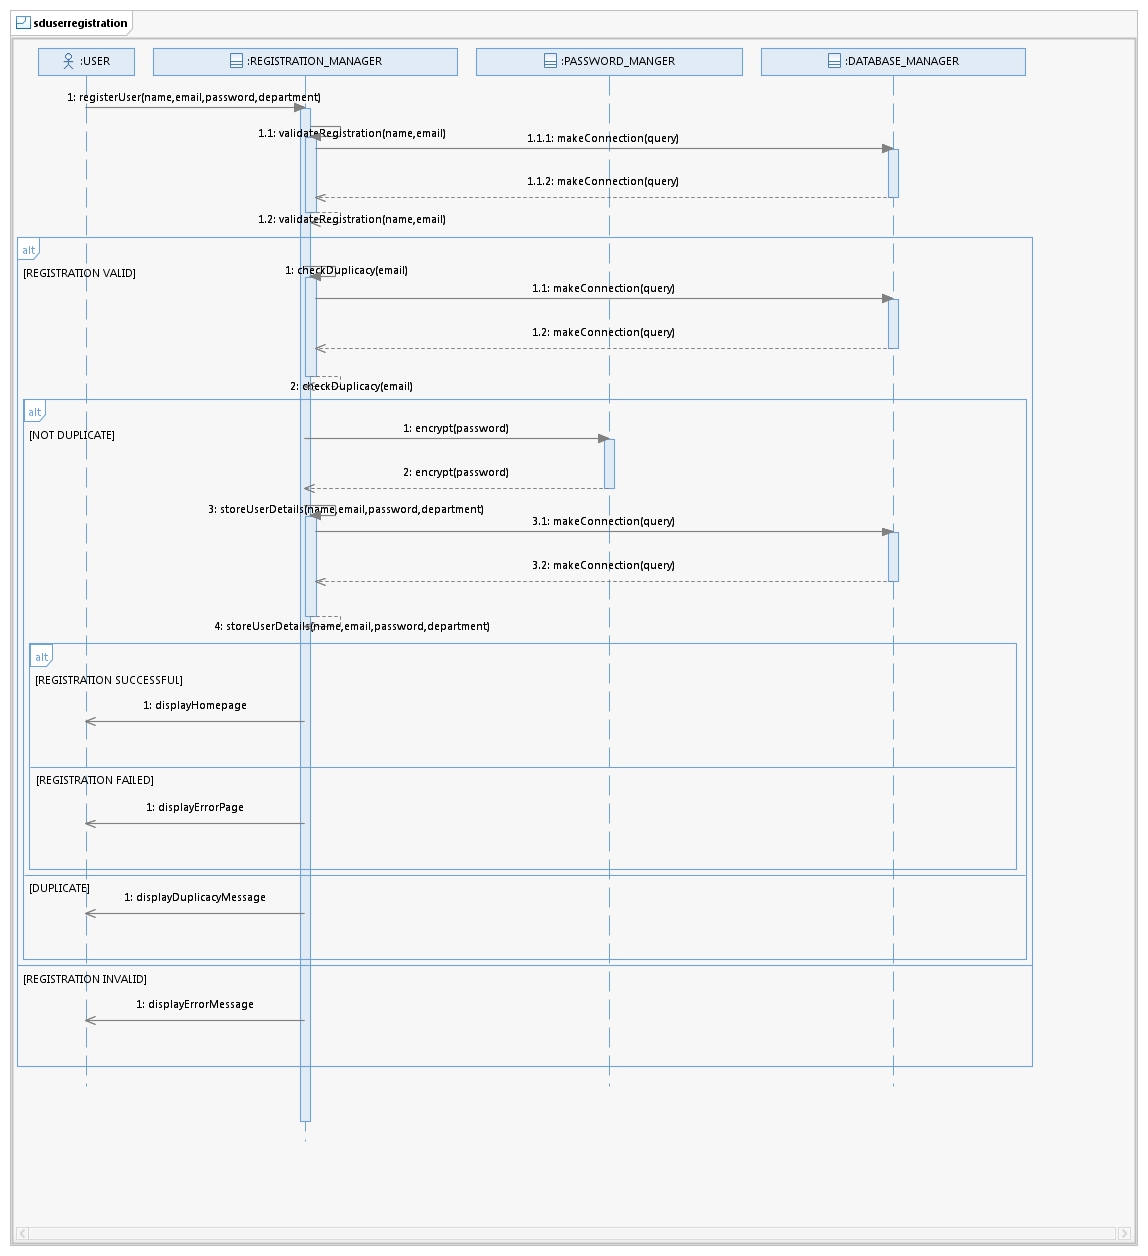 sduserregistration
:USER
:REGISTRATION_MANAGER
:PASSWORD_MANGER
:DATABASE_MANAGER
1: registerUser(name,email,password,department)
1.1: validateRegistration(name,email)
1.1.1: makeConnection(query)
1.1.2: makeConnection(query)
1.2: validateRegistration(name,email)
alt
[REGISTRATION VALID]
1: checkDuplicacy(email)
1.1: makeConnection(query)
1.2: makeConnection(query)
2: checkDuplicacy(email)
alt
[NOT DUPLICATE]
1: encrypt(password)
2: encrypt(password)
3: storeUserDetails(name,email,password,department)
3.1: makeConnection(query)
3.2: makeConnection(query)
4: storeUserDetails(name,email,password,department)
alt
[REGISTRATION SUCCESSFUL]
1: displayHomepage
[REGISTRATION FAILED]
1: displayErrorPage
[DUPLICATE]
1: displayDuplicacyMessage
[REGISTRATION INVALID]
1: displayErrorMessage